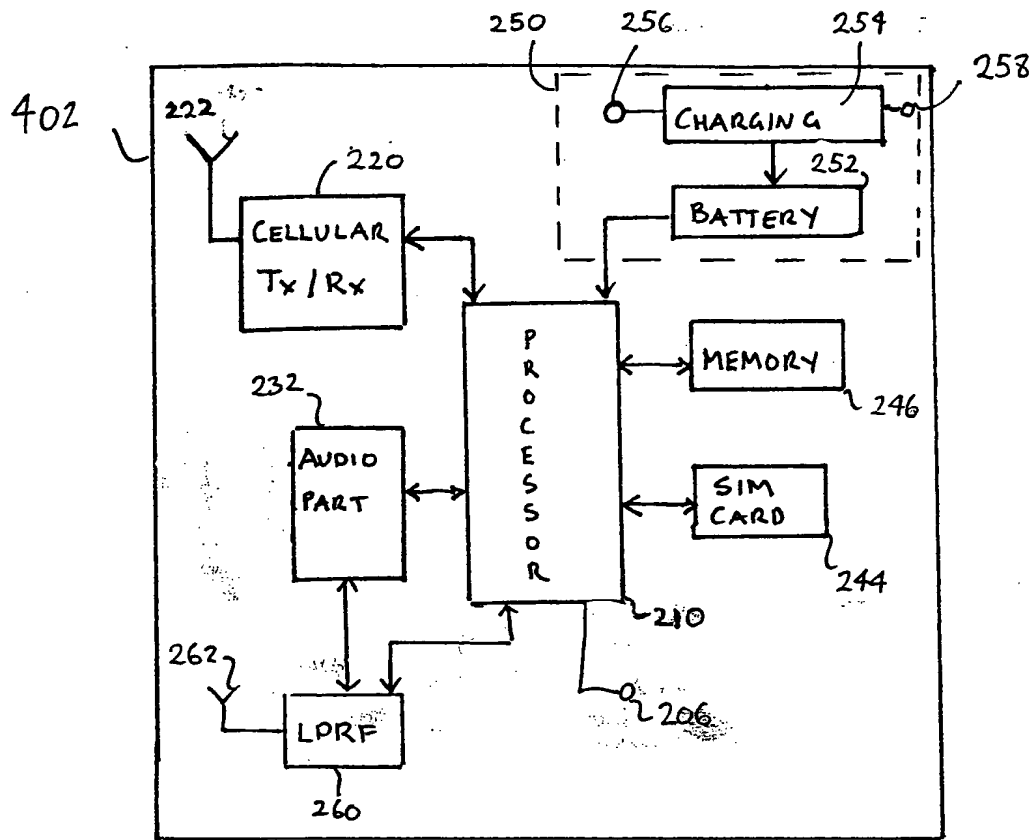 250
256
254
258
402
222
CHARGING
220
252
CELLULAR
Tx/Rx
BATTERY
PROCESSOR
MEMORY
246
232
AUDIO
PART
SIM
CARD
244
210
262
206
LPRF
260